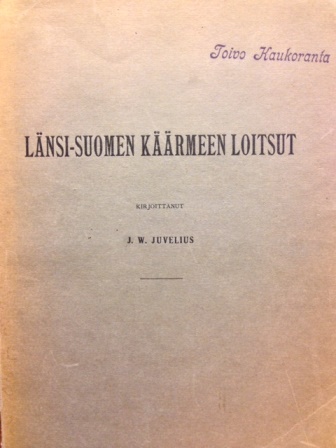 Toivo Haukoranta
LÄNSI-SUOMEN KÄÄRMEEN LOITSUT
KIRJOITTANUT
J. W. JUVELIUS